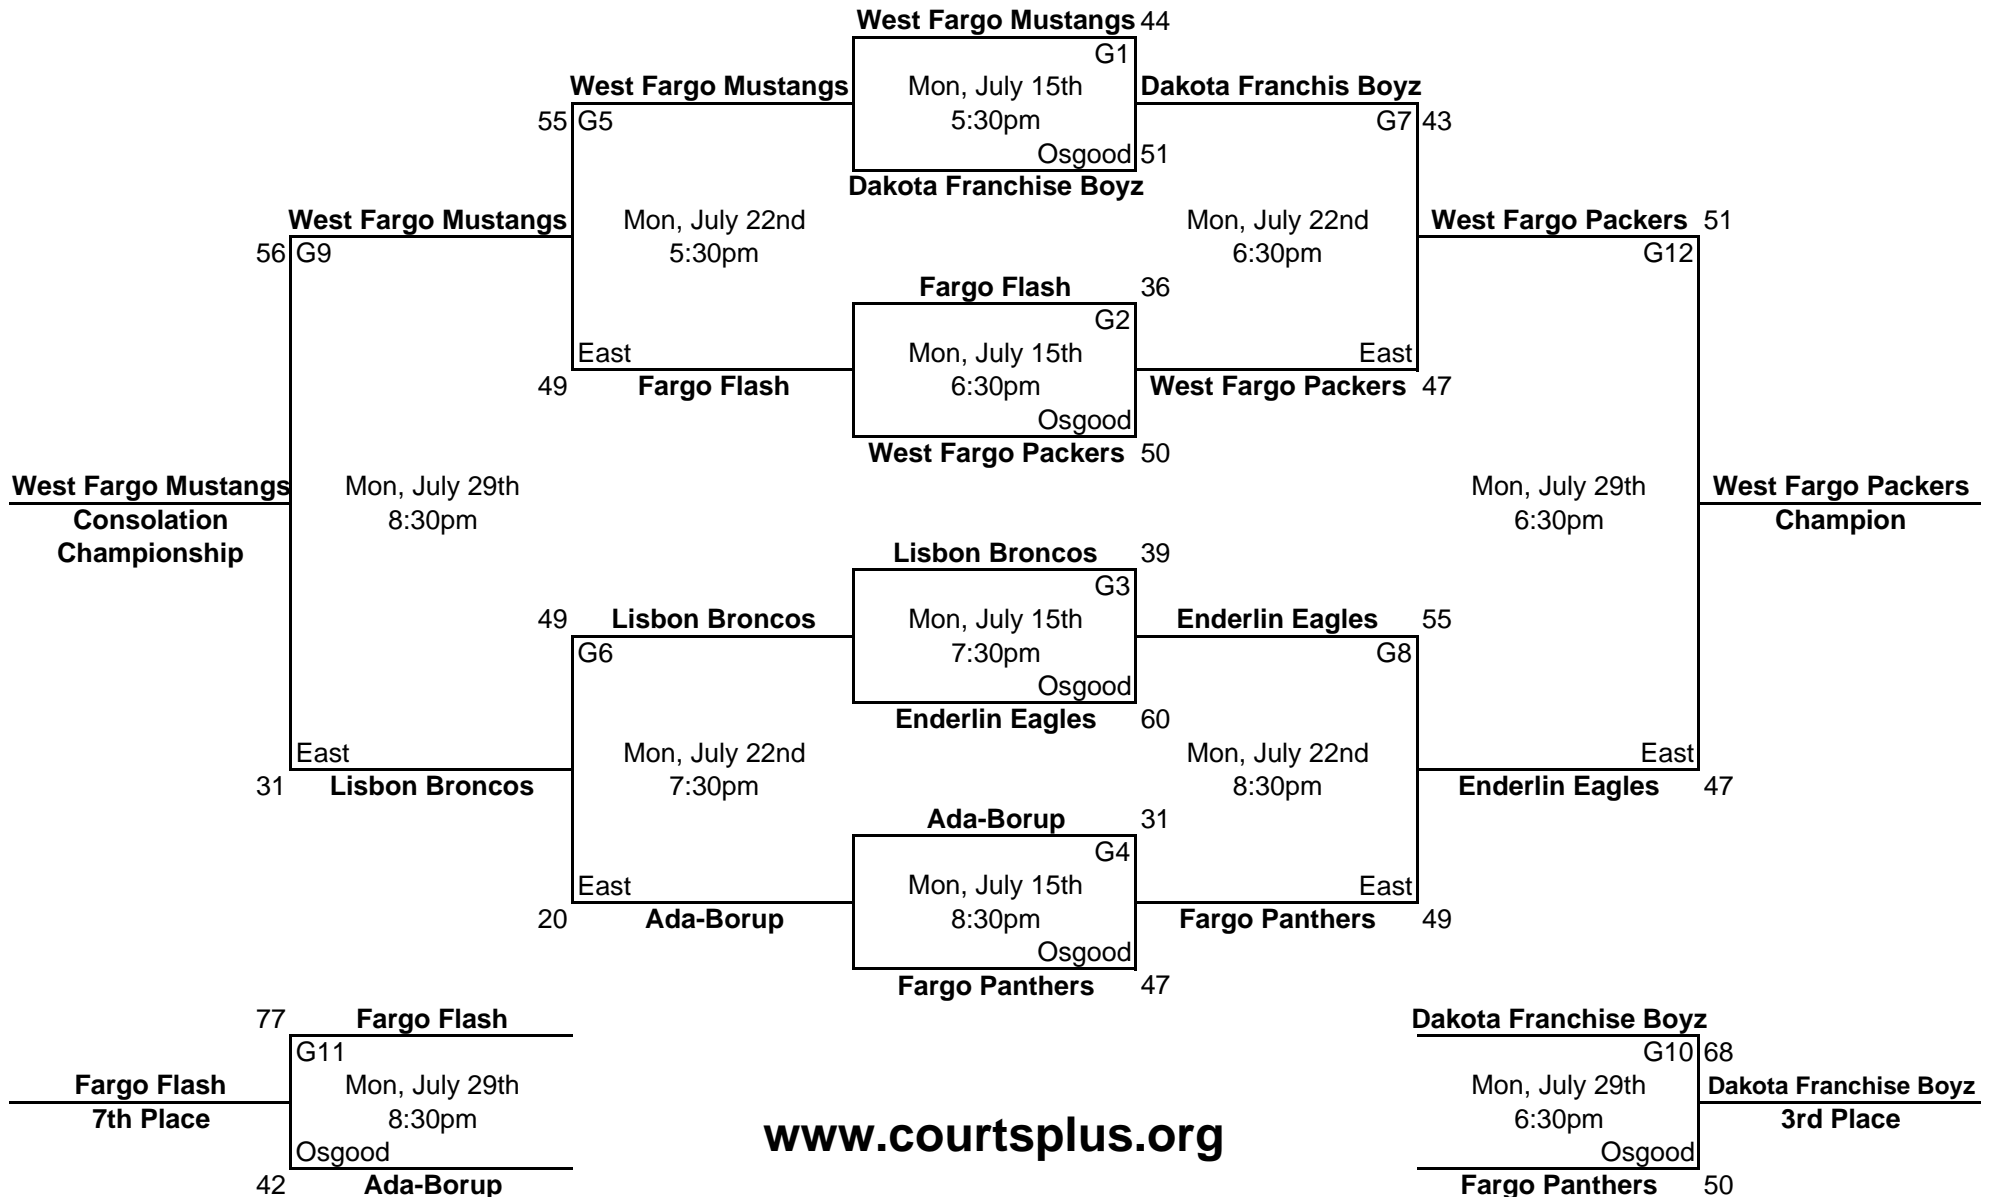 West Fargo Mustangs 44
G1
West Fargo Mustangs Mon, July 15th Dakota Franchis Boyz
55 G5 5:30pm G7 43
Osgood 51
Dakota Franchise Boyz
West Fargo Mustangs Mon, July 22nd Mon, July 22nd West Fargo Packers 51
56 G9 5:30pm 6:30pm G12
Fargo Flash 36
G2
East Mon, July 15th East
49 Fargo Flash 6:30pm West Fargo Packers 47
Osgood
West Fargo Packers 50
West Fargo Mustangs Mon, July 29th Mon, July 29th West Fargo Packers
Consolation 8:30pm 6:30pm Champion
Championship Lisbon Broncos 39
G3
49 Lisbon Broncos Mon, July 15th Enderlin Eagles 55
G6 7:30pm G8
Osgood
Enderlin Eagles 60
East Mon, July 22nd Mon, July 22nd East
31 Lisbon Broncos 7:30pm 8:30pm Enderlin Eagles 47
Ada-Borup 31
G4
East Mon, July 15th East
20 Ada-Borup 8:30pm Fargo Panthers 49
Osgood
Fargo Panthers 47
77 Fargo Flash Dakota Franchise Boyz
G11 G10 68
Fargo Flash Mon, July 29th Mon, July 29th Dakota Franchise Boyz
7th Place 8:30pm www.courtsplus.org 6:30pm 3rd Place
Osgood Osgood
42 Ada-Borup Fargo Panthers 50